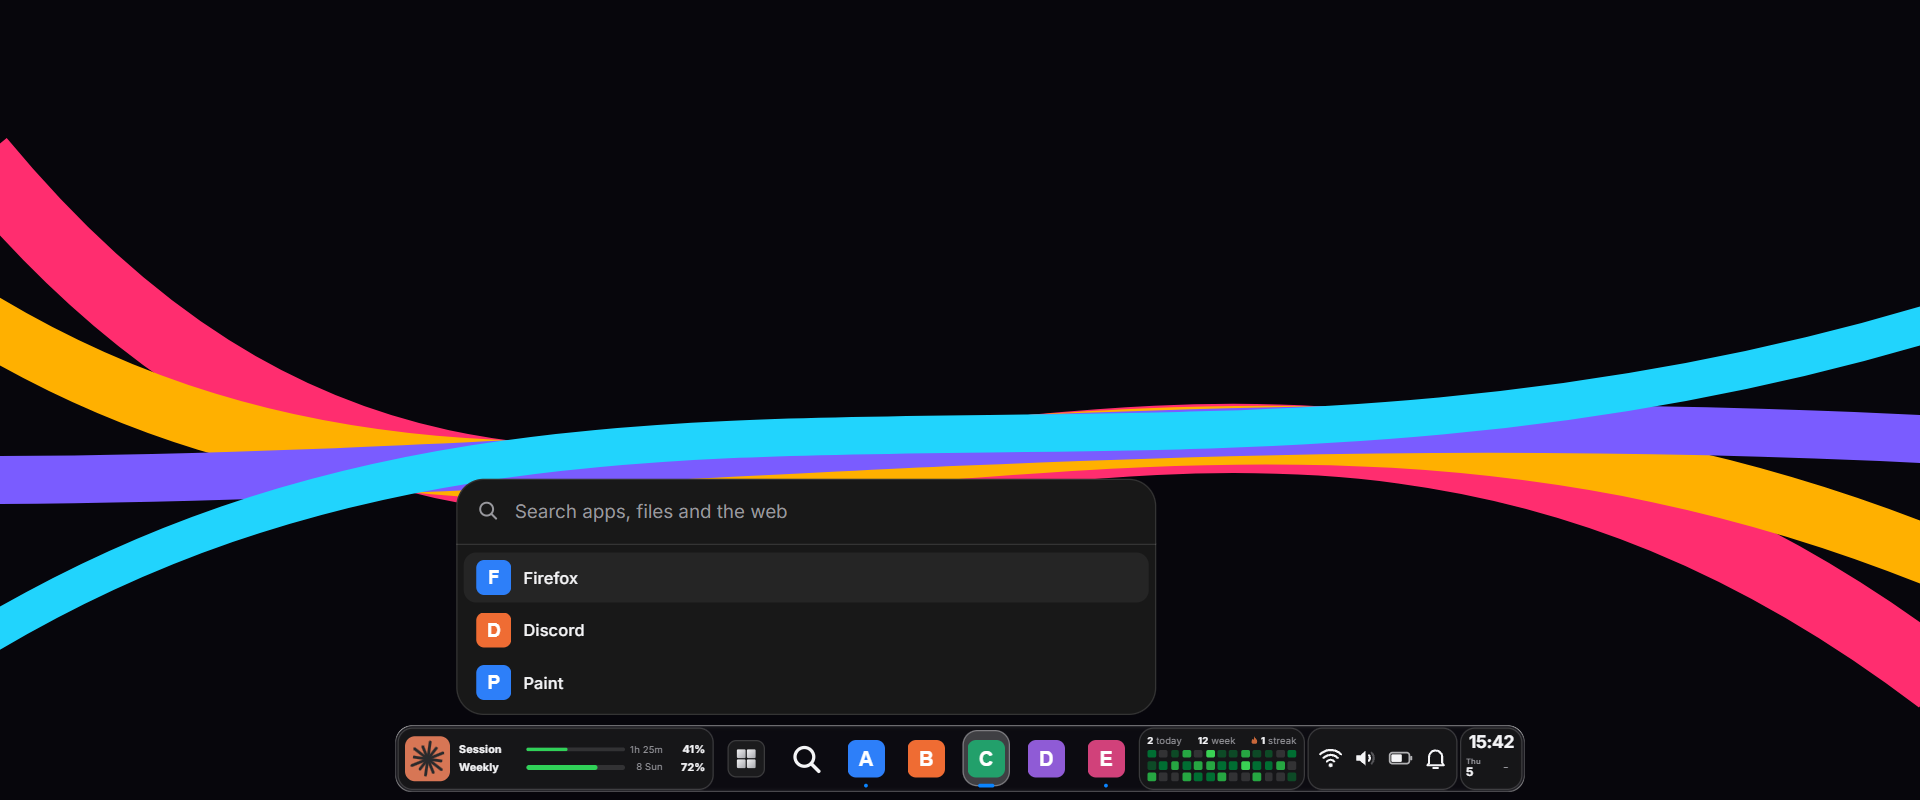 Search apps, files and the web
F Firefox
D Discord
P Paint
Session 1h 25m 41%
Weekly 8 Sun 72%
A B C D E
2 today 12 week 1 streak
15:42
Thu
5 –